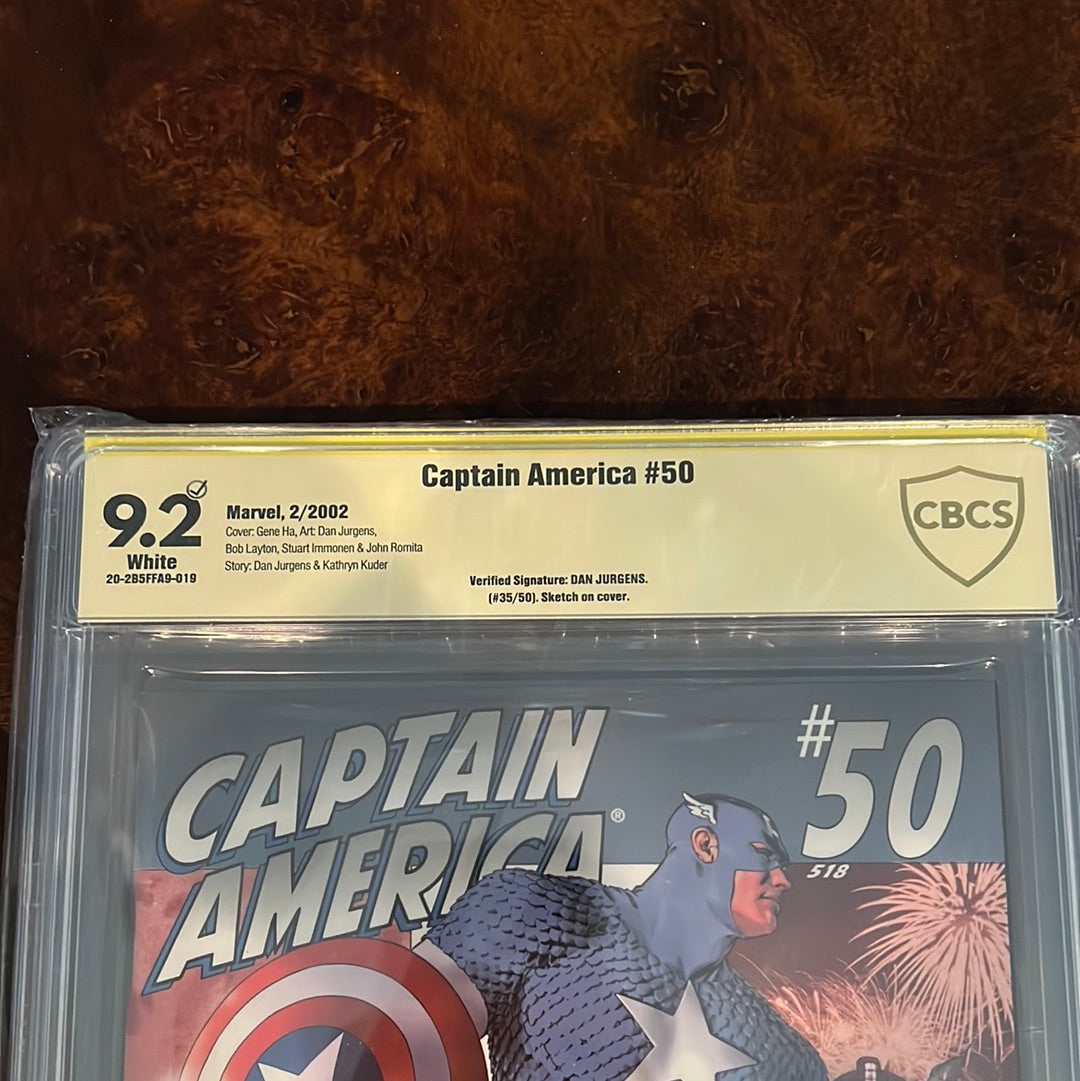 Captain America #50
9.2
White
20-2B5FFA9-019
Marvel, 2/2002
Cover: Gene Ha, Art: Dan Jurgens,
Bob Layton, Stuart Immonen & John Romita
Story: Dan Jurgens & Kathryn Kuder
Verified Signature: DAN JURGENS.
(#35/50). Sketch on cover.
CBCS
CAPTAIN
AMERICA®
#50
518